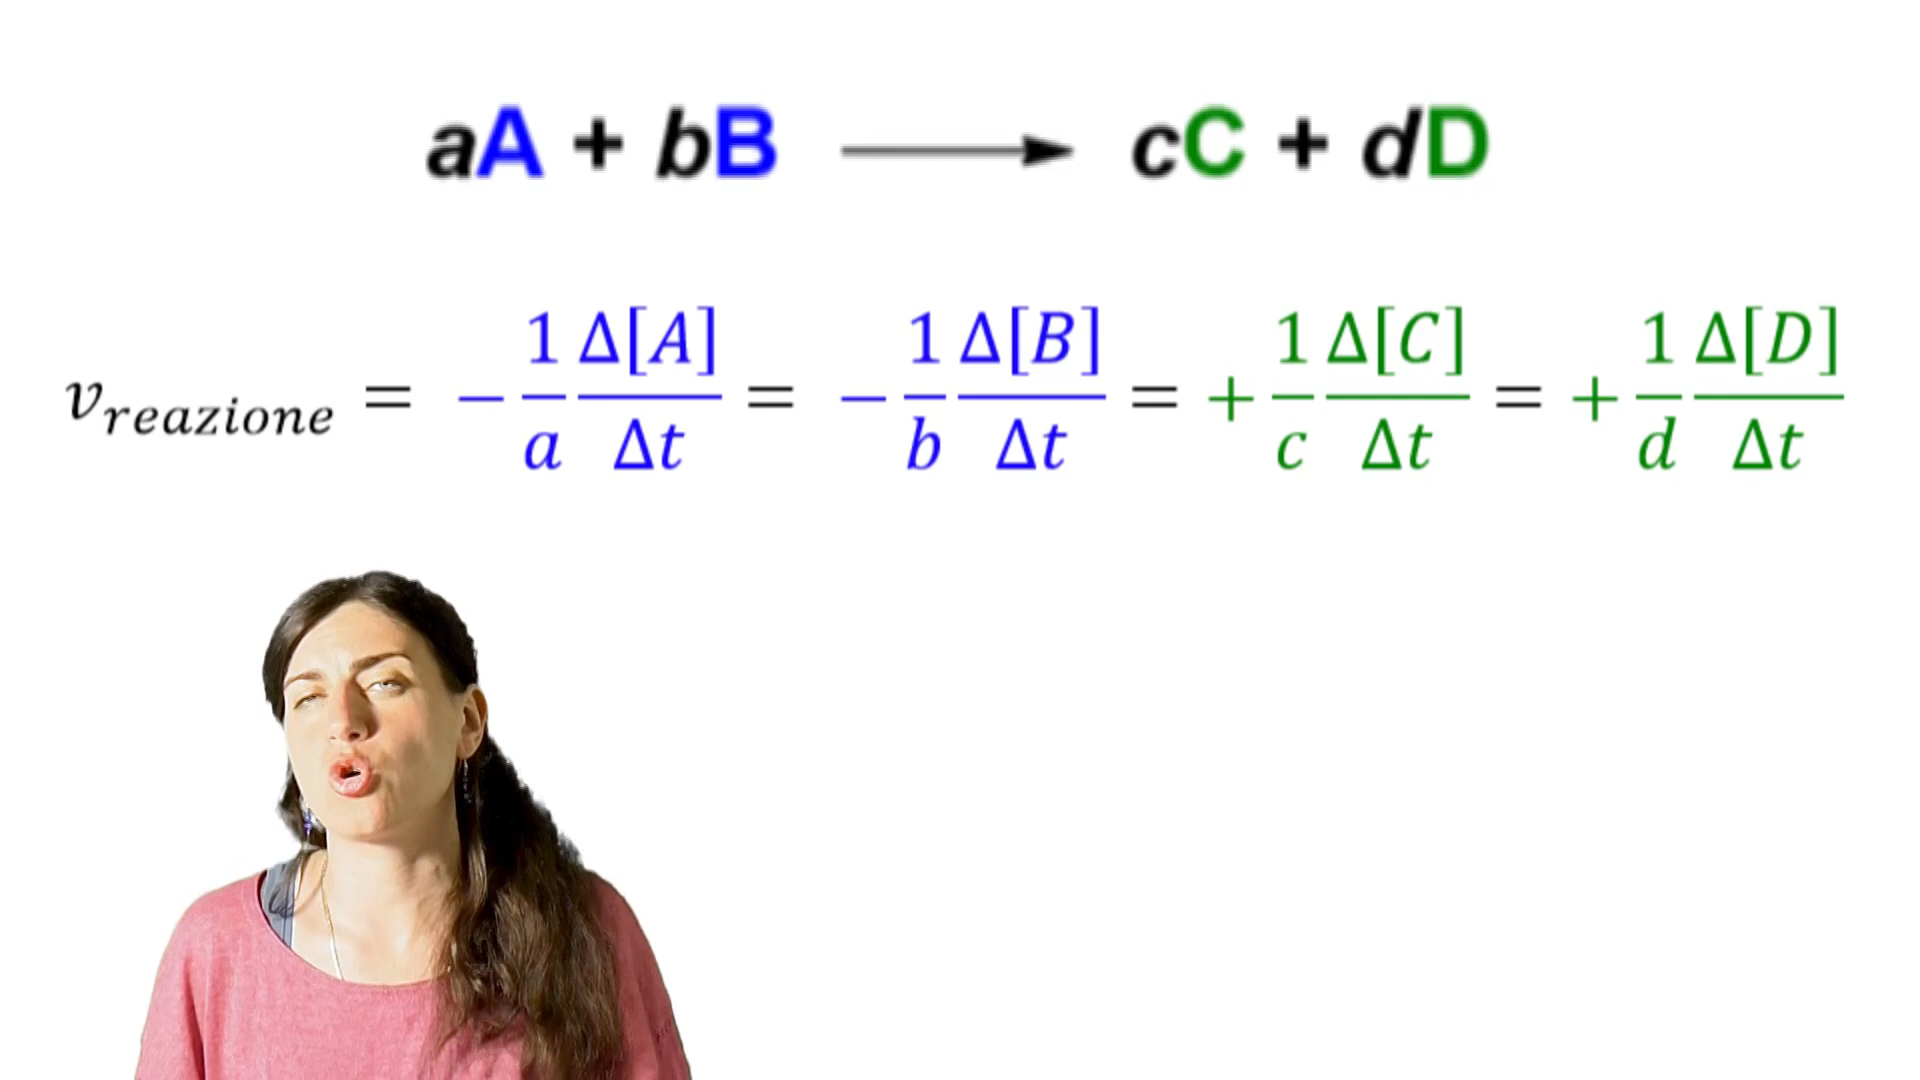 aA + bB ⟶ cC + dD
v_reazione = − 1/a Δ[A]/Δt = − 1/b Δ[B]/Δt = + 1/c Δ[C]/Δt = + 1/d Δ[D]/Δt